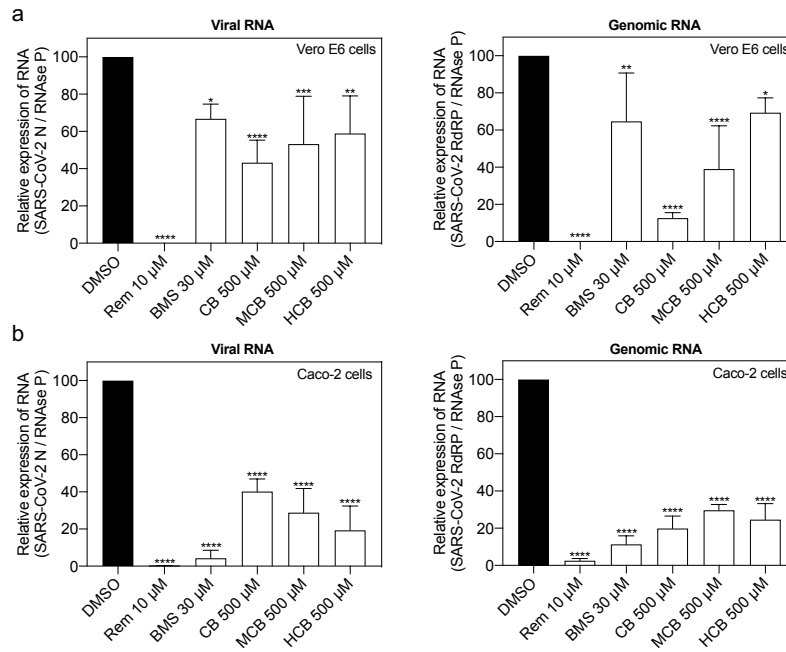 a
Viral RNA
Vero E6 cells
Relative expression of RNA
(SARS-CoV-2 N / RNAse P)
100
80
60
40
20
0
****
*
****
***
**
DMSO
Rem 10 µM
BMS 30 µM
CB 500 µM
MCB 500 µM
HCB 500 µM
Genomic RNA
Vero E6 cells
Relative expression of RNA
(SARS-CoV-2 RdRP / RNAse P)
100
80
60
40
20
0
****
**
****
****
*
DMSO
Rem 10 µM
BMS 30 µM
CB 500 µM
MCB 500 µM
HCB 500 µM
b
Viral RNA
Caco-2 cells
Relative expression of RNA
(SARS-CoV-2 N / RNAse P)
100
80
60
40
20
0
****
****
****
****
****
DMSO
Rem 10 µM
BMS 30 µM
CB 500 µM
MCB 500 µM
HCB 500 µM
Genomic RNA
Caco-2 cells
Relative expression of RNA
(SARS-CoV-2 RdRP / RNAse P)
100
80
60
40
20
0
****
****
****
****
****
DMSO
Rem 10 µM
BMS 30 µM
CB 500 µM
MCB 500 µM
HCB 500 µM